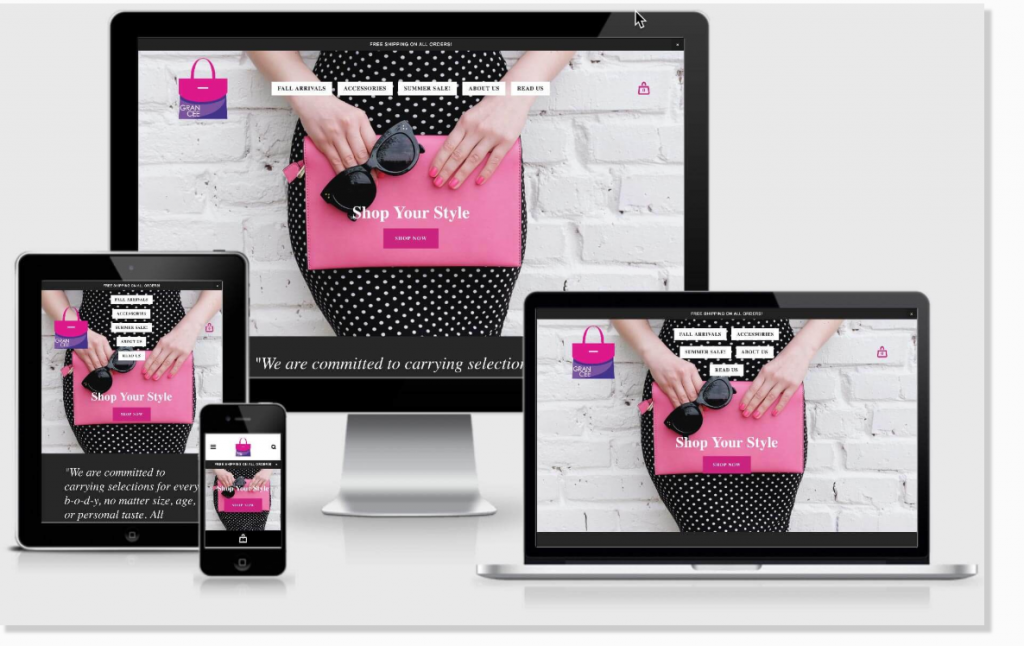 FREE SHIPPING ON ALL ORDERS!
GRAN
CEE
FALL ARRIVALS
ACCESSORIES
SUMMER SALE!
ABOUT US
READ US
Shop Your Style
SHOP NOW
"We are committed to carrying selection
FREE SHIPPING ON ALL ORDERS!
FALL ARRIVALS
ACCESSORIES
SUMMER SALE!
ABOUT US
READ US
GRAN
CEE
Shop Your Style
SHOP NOW
"We are committed to
carrying selections for every
b-o-d-y, no matter size, age,
or personal taste. All
FREE SHIPPING ON ALL ORDERS!
Shop Your Style
SHOP NOW
FREE SHIPPING ON ALL ORDERS!
GRAN
CEE
FALL ARRIVALS
ACCESSORIES
SUMMER SALE!
ABOUT US
READ US
Shop Your Style
SHOP NOW